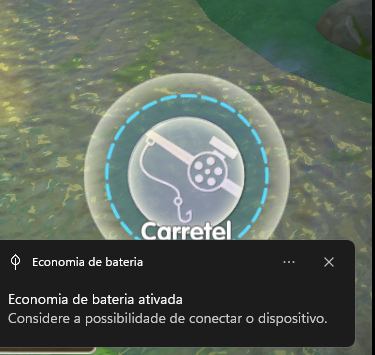 Carretel
Economia de bateria
Economia de bateria ativada
Considere a possibilidade de conectar o dispositivo.